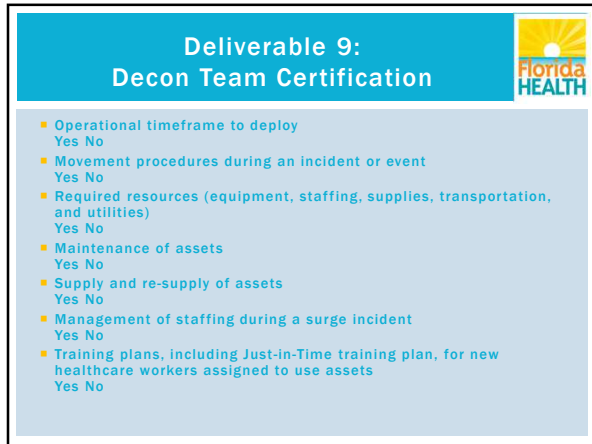 Deliverable 9:
Decon Team Certification
Florida
HEALTH
Operational timeframe to deploy
Yes No
Movement procedures during an incident or event
Yes No
Required resources (equipment, staffing, supplies, transportation,
and utilities)
Yes No
Maintenance of assets
Yes No
Supply and re-supply of assets
Yes No
Management of staffing during a surge incident
Yes No
Training plans, including Just-in-Time training plan, for new
healthcare workers assigned to use assets
Yes No